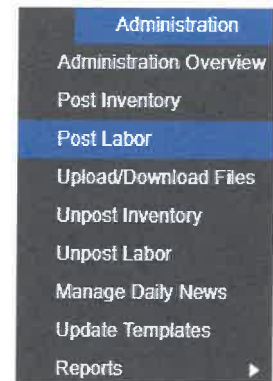 Administration
Administration Overview
Post Inventory
Post Labor
Upload/Download Files
Unpost Inventory
Unpost Labor
Manage Daily News
Update Templates
Reports